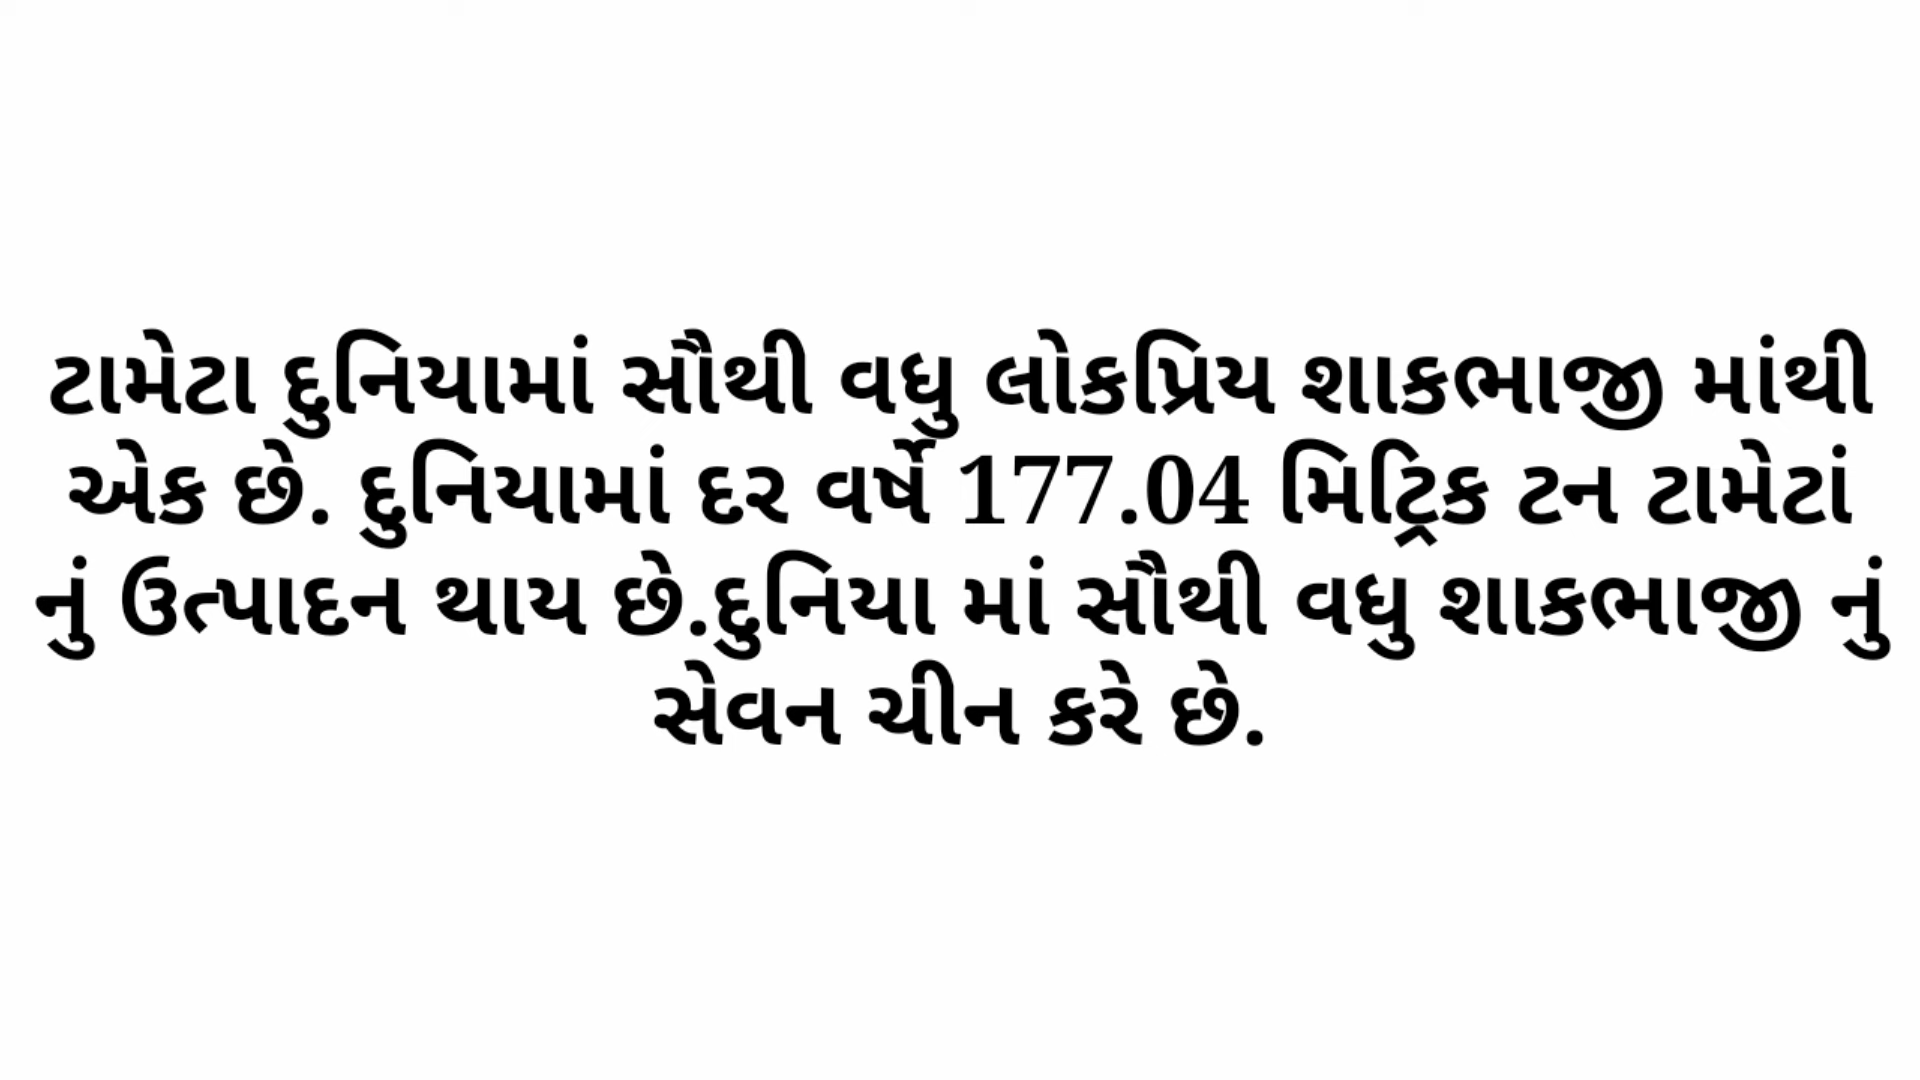 ટામેટા દુનિયામાં સૌથી વધુ લોકપ્રિય શાકભાજી માંથી
એક છે. દુનિયામાં દર વર્ષે 177.04 મિટ્રિક ટન ટામેટાં
નું ઉત્પાદન થાય છે.દુનિયા માં સૌથી વધુ શાકભાજી નું
સેવન ચીન કરે છે.